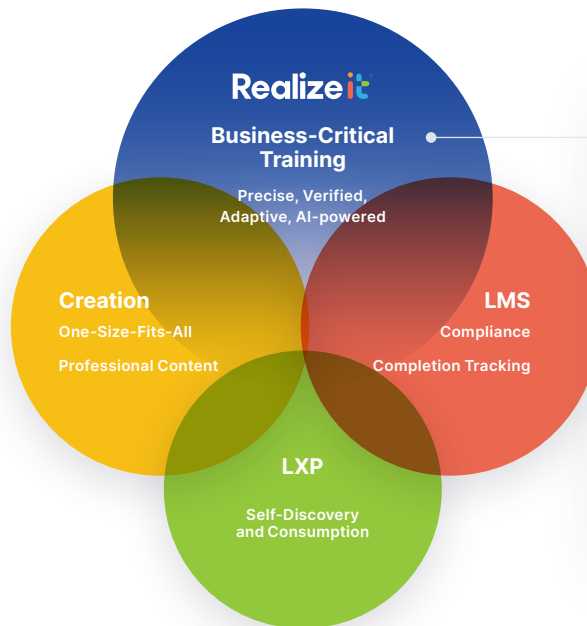 Realizeit
Business-Critical
Training
Precise, Verified,
Adaptive, AI-powered
Creation
One-Size-Fits-All
Professional Content
LMS
Compliance
Completion Tracking
LXP
Self-Discovery
and Consumption